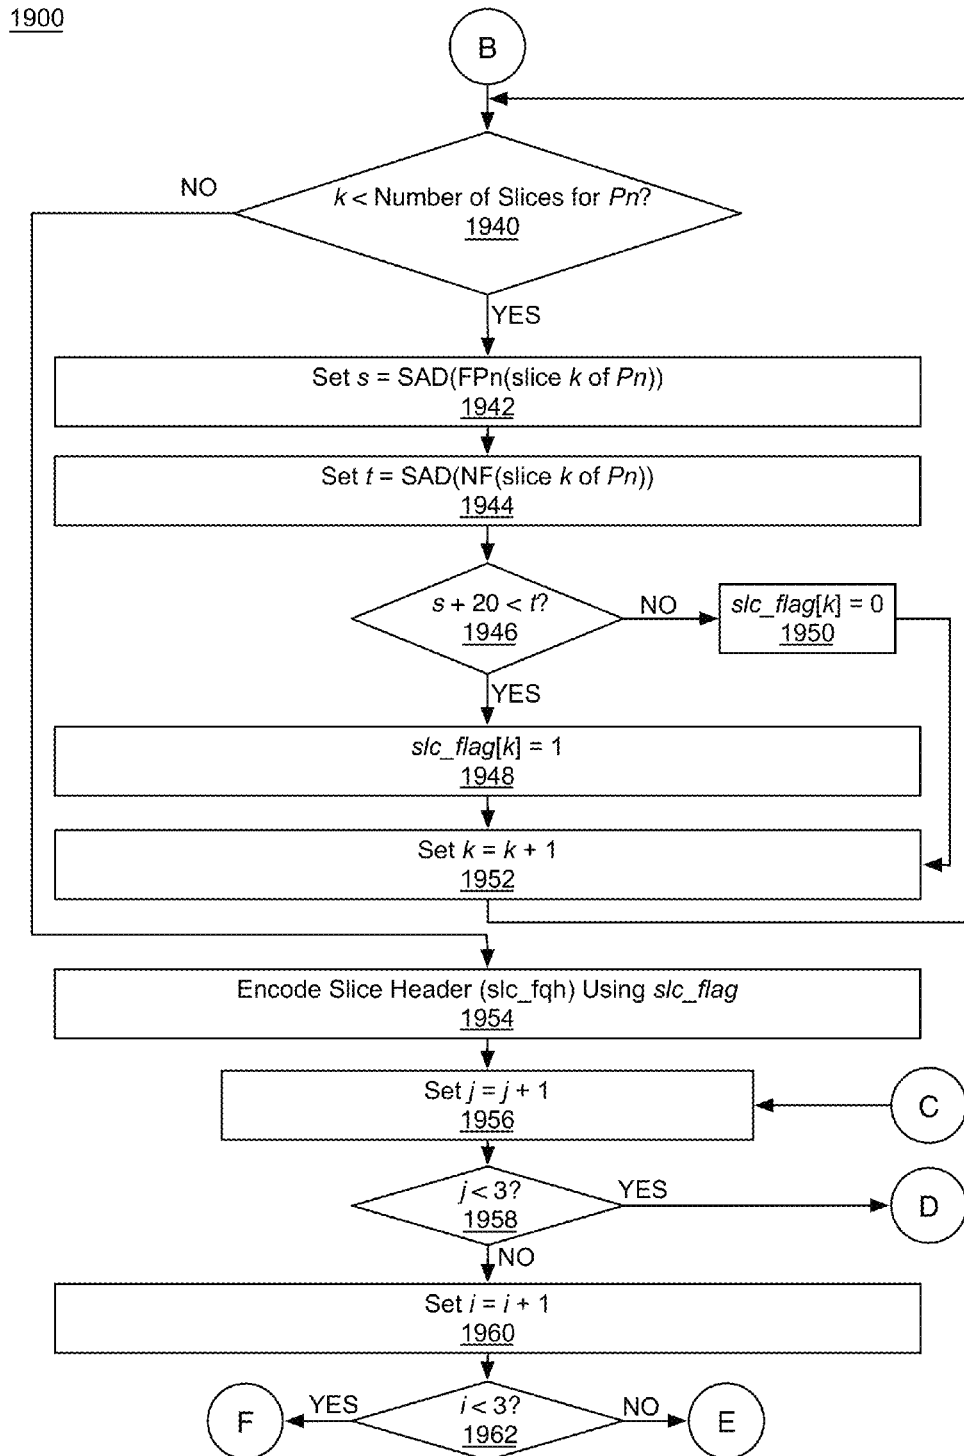 1900
B
k < Number of Slices for Pn?
1940
NO
YES
Set s = SAD(FPn(slice k of Pn))
1942
Set t = SAD(NF(slice k of Pn))
1944
s + 20 < t?
1946
NO
slc_flag[k] = 0
1950
YES
slc_flag[k] = 1
1948
Set k = k + 1
1952
Encode Slice Header (slc_fqh) Using slc_flag
1954
Set j = j + 1
1956
C
j < 3?
1958
YES
D
NO
Set i = i + 1
1960
F
YES
i < 3?
1962
NO
E